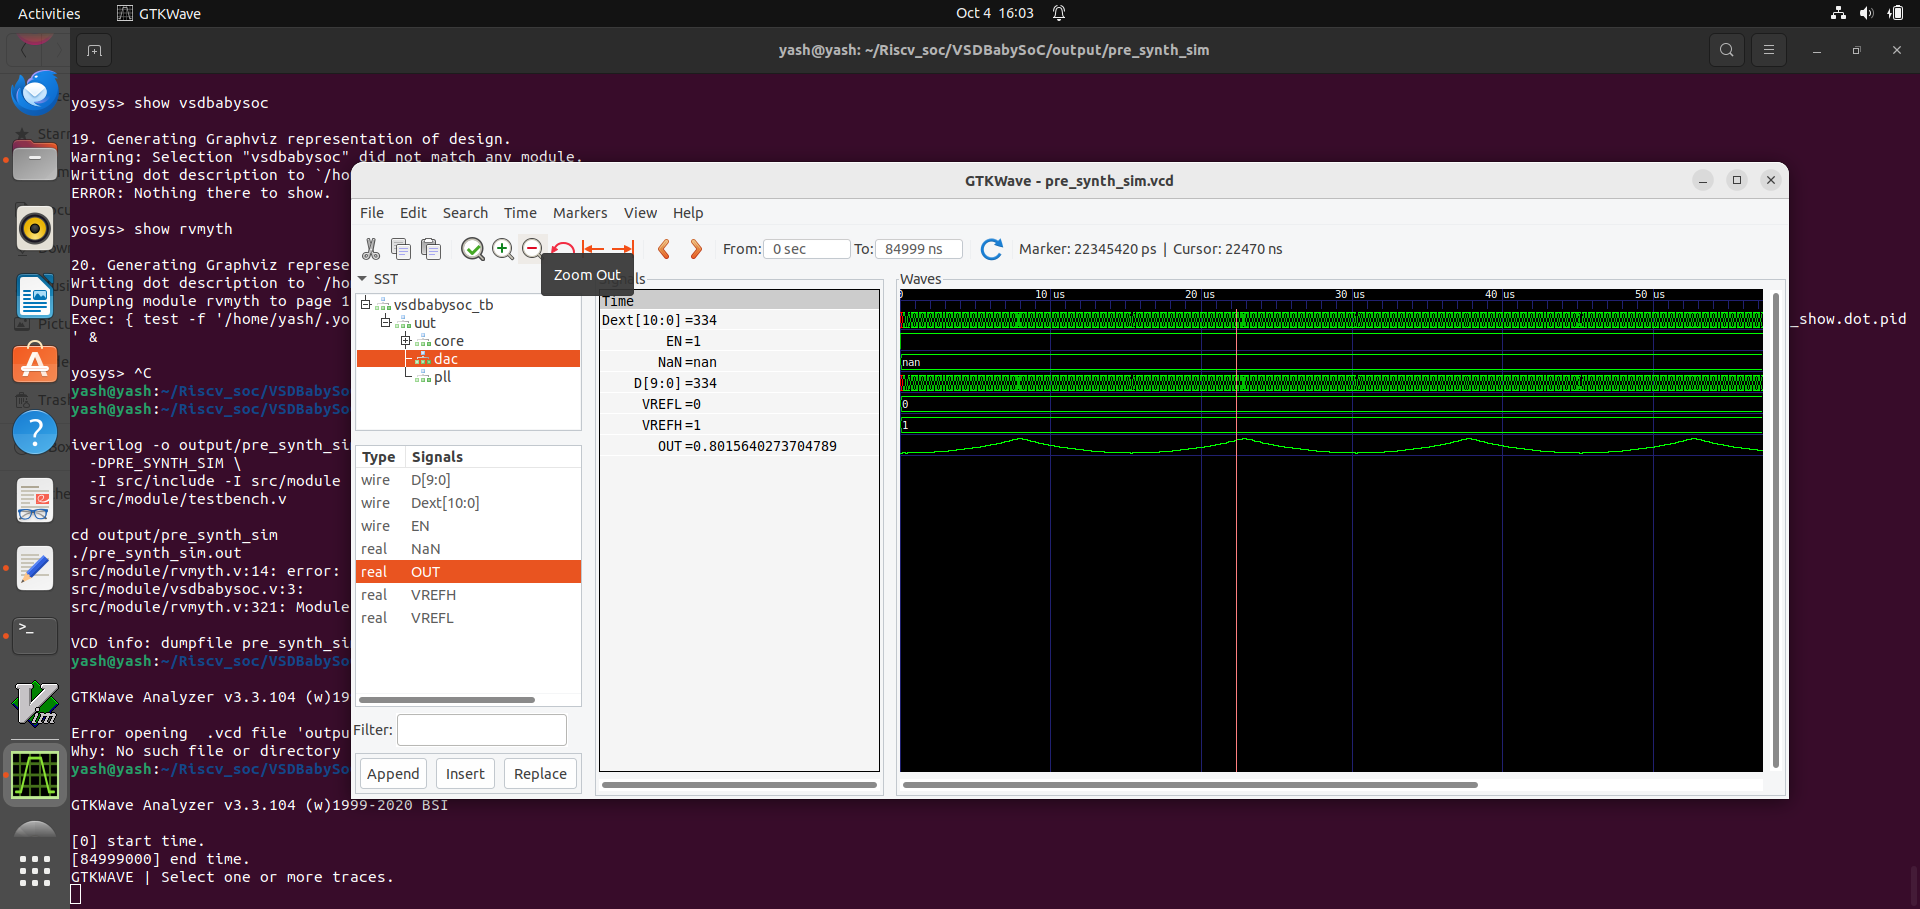 Activities
GTKWave
Oct 4 16:03
yash@yash: ~/Riscv_soc/VSDBabySoC/output/pre_synth_sim
yosys> show vsdbabysoc
19. Generating Graphviz representation of design.
Warning: Selection "vsdbabysoc" did not match any module.
Writing dot description to `/ho
ERROR: Nothing there to show.
yosys> show rvmyth
20. Generating Graphviz represe
Writing dot description to `/ho
Dumping module rvmyth to page 1
Exec: { test -f '/home/yash/.yo
_show.dot.pid
' &
yosys> ^C
yash@yash:~/Riscv_soc/VSDBabySo
yash@yash:~/Riscv_soc/VSDBabySo
iverilog -o output/pre_synth_si
-DPRE_SYNTH_SIM \
-I src/include -I src/module
src/module/testbench.v
cd output/pre_synth_sim
./pre_synth_sim.out
src/module/rvmyth.v:14: error:
src/module/vsdbabysoc.v:3:
src/module/rvmyth.v:321: Module
VCD info: dumpfile pre_synth_si
yash@yash:~/Riscv_soc/VSDBabySo
GTKWave Analyzer v3.3.104 (w)19
Error opening  .vcd file 'outpu
Why: No such file or directory
yash@yash:~/Riscv_soc/VSDBabySo
GTKWave Analyzer v3.3.104 (w)1999-2020 BSI
[0] start time.
[84999000] end time.
GTKWAVE | Select one or more traces.
GTKWave - pre_synth_sim.vcd
File Edit Search Time Markers View Help
From: 0 sec To: 84999 ns
Marker: 22345420 ps | Cursor: 22470 ns
Zoom Out
SST
vsdbabysoc_tb
uut
core
dac
pll
Type Signals
wire D[9:0]
wire Dext[10:0]
wire EN
real NaN
real OUT
real VREFH
real VREFL
Filter:
Append Insert Replace
Time
Dext[10:0]=334
EN=1
NaN=nan
D[9:0]=334
VREFL=0
VREFH=1
OUT=0.8015640273704789
Waves
0 10 us 20 us 30 us 40 us 50 us
nan
0
1